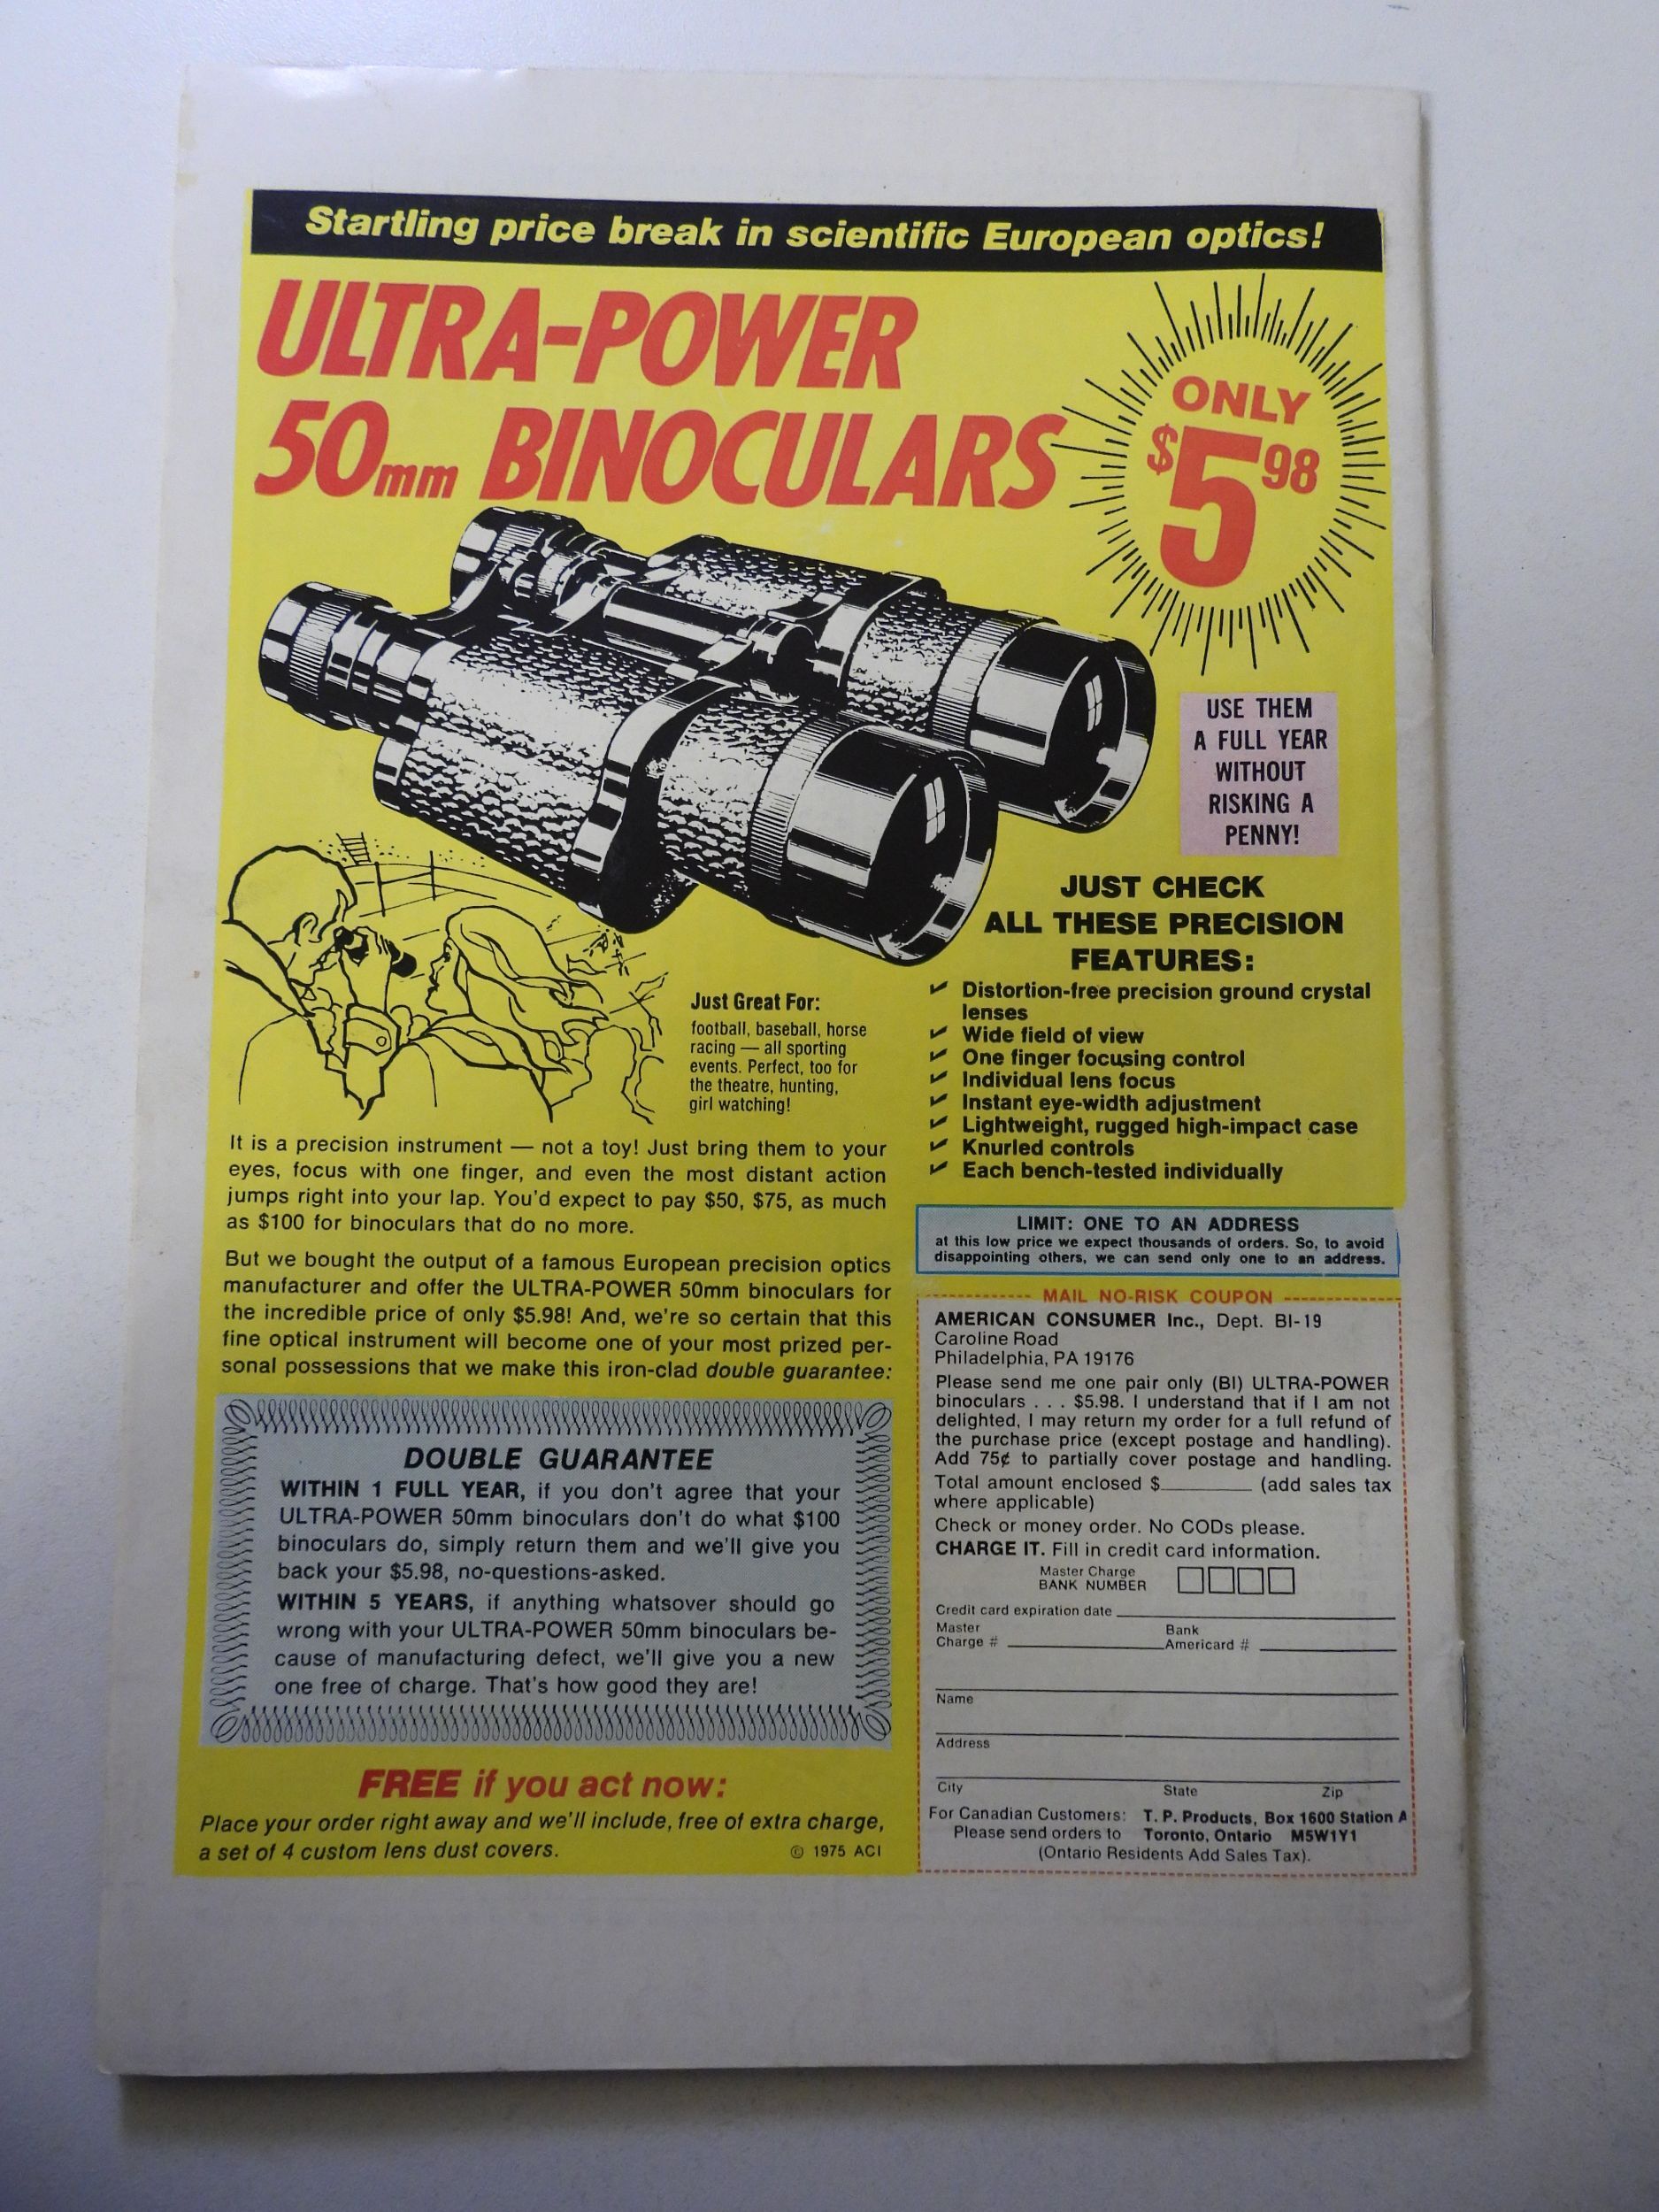 Startling price break in scientific European optics!
ULTRA-POWER
50mm BINOCULARS
ONLY
$5 98
USE THEM
A FULL YEAR
WITHOUT
RISKING A
PENNY!
JUST CHECK
ALL THESE PRECISION
FEATURES:
✓ Distortion-free precision ground crystal
lenses
✓ Wide field of view
✓ One finger focusing control
✓ Individual lens focus
✓ Instant eye-width adjustment
✓ Lightweight, rugged high-impact case
✓ Knurled controls
✓ Each bench-tested individually
Just Great For:
football, baseball, horse
racing — all sporting
events. Perfect, too for
the theatre, hunting,
girl watching!
It is a precision instrument — not a toy! Just bring them to your
eyes, focus with one finger, and even the most distant action
jumps right into your lap. You'd expect to pay $50, $75, as much
as $100 for binoculars that do no more.
But we bought the output of a famous European precision optics
manufacturer and offer the ULTRA-POWER 50mm binoculars for
the incredible price of only $5.98! And, we're so certain that this
fine optical instrument will become one of your most prized per-
sonal possessions that we make this iron-clad double guarantee:
DOUBLE GUARANTEE
WITHIN 1 FULL YEAR, if you don't agree that your
ULTRA-POWER 50mm binoculars don't do what $100
binoculars do, simply return them and we'll give you
back your $5.98, no-questions-asked.
WITHIN 5 YEARS, if anything whatsover should go
wrong with your ULTRA-POWER 50mm binoculars be-
cause of manufacturing defect, we'll give you a new
one free of charge. That's how good they are!
FREE if you act now:
Place your order right away and we'll include, free of extra charge,
a set of 4 custom lens dust covers.
© 1975 ACI
LIMIT: ONE TO AN ADDRESS
at this low price we expect thousands of orders. So, to avoid
disappointing others, we can send only one to an address.
MAIL NO-RISK COUPON
AMERICAN CONSUMER Inc., Dept. BI-19
Caroline Road
Philadelphia, PA 19176
Please send me one pair only (BI) ULTRA-POWER
binoculars . . . $5.98. I understand that if I am not
delighted, I may return my order for a full refund of
the purchase price (except postage and handling).
Add 75¢ to partially cover postage and handling.
Total amount enclosed $________ (add sales tax
where applicable)
Check or money order. No CODs please.
CHARGE IT. Fill in credit card information.
Master Charge
BANK NUMBER
Credit card expiration date
Master Bank
Charge # Americard #
Name
Address
City State Zip
For Canadian Customers: T. P. Products, Box 1600 Station A
Please send orders to Toronto, Ontario M5W1Y1
(Ontario Residents Add Sales Tax).